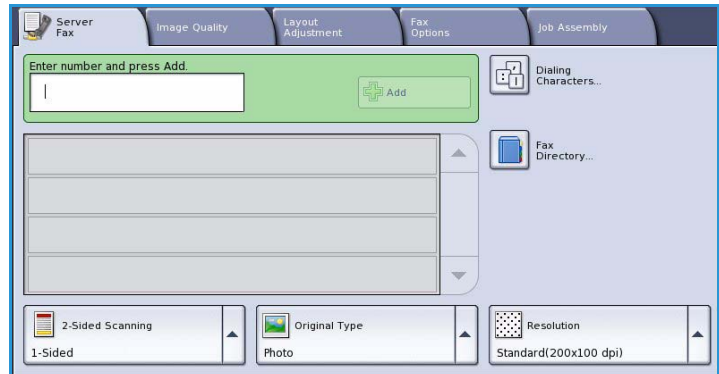 Server
Fax
Image Quality
Layout
Adjustment
Fax
Options
Job Assembly
Enter number and press Add.
Add
Dialing
Characters...
Fax
Directory...
2-Sided Scanning
1-Sided
Original Type
Photo
Resolution
Standard(200x100 dpi)